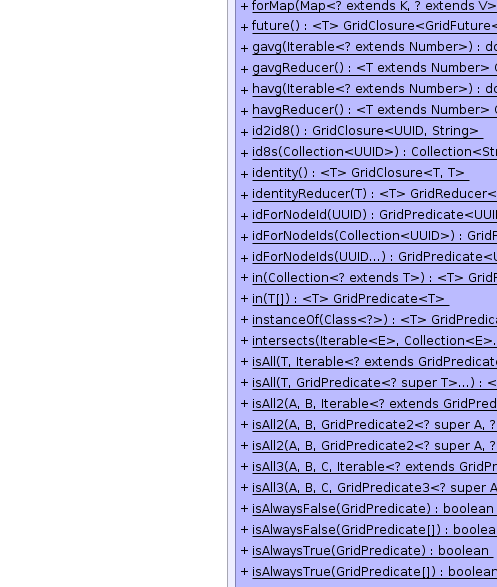 + forMap(Map<? extends K, ? extends V>
+ future() : <T> GridClosure<GridFuture<
+ gavg(Iterable<? extends Number>) : do
+ gavgReducer() : <T extends Number> G
+ havg(Iterable<? extends Number>) : do
+ havgReducer() : <T extends Number> G
+ id2id8() : GridClosure<UUID, String>
+ id8s(Collection<UUID>) : Collection<Str
+ identity() : <T> GridClosure<T, T>
+ identityReducer(T) : <T> GridReducer<
+ idForNodeId(UUID) : GridPredicate<UUI
+ idForNodeIds(Collection<UUID>) : GridP
+ idForNodeIds(UUID...) : GridPredicate<U
+ in(Collection<? extends T>) : <T> GridP
+ in(T[]) : <T> GridPredicate<T>
+ instanceOf(Class<?>) : <T> GridPredica
+ intersects(Iterable<E>, Collection<E>.
+ isAll(T, Iterable<? extends GridPredicate
+ isAll(T, GridPredicate<? super T>...) : <
+ isAll2(A, B, Iterable<? extends GridPred
+ isAll2(A, B, GridPredicate2<? super A, ?
+ isAll2(A, B, GridPredicate2<? super A, ?
+ isAll3(A, B, C, Iterable<? extends GridPr
+ isAll3(A, B, C, GridPredicate3<? super A
+ isAlwaysFalse(GridPredicate) : boolean
+ isAlwaysFalse(GridPredicate[]) : boolea
+ isAlwaysTrue(GridPredicate) : boolean
+ isAlwaysTrue(GridPredicate[]) : boolean